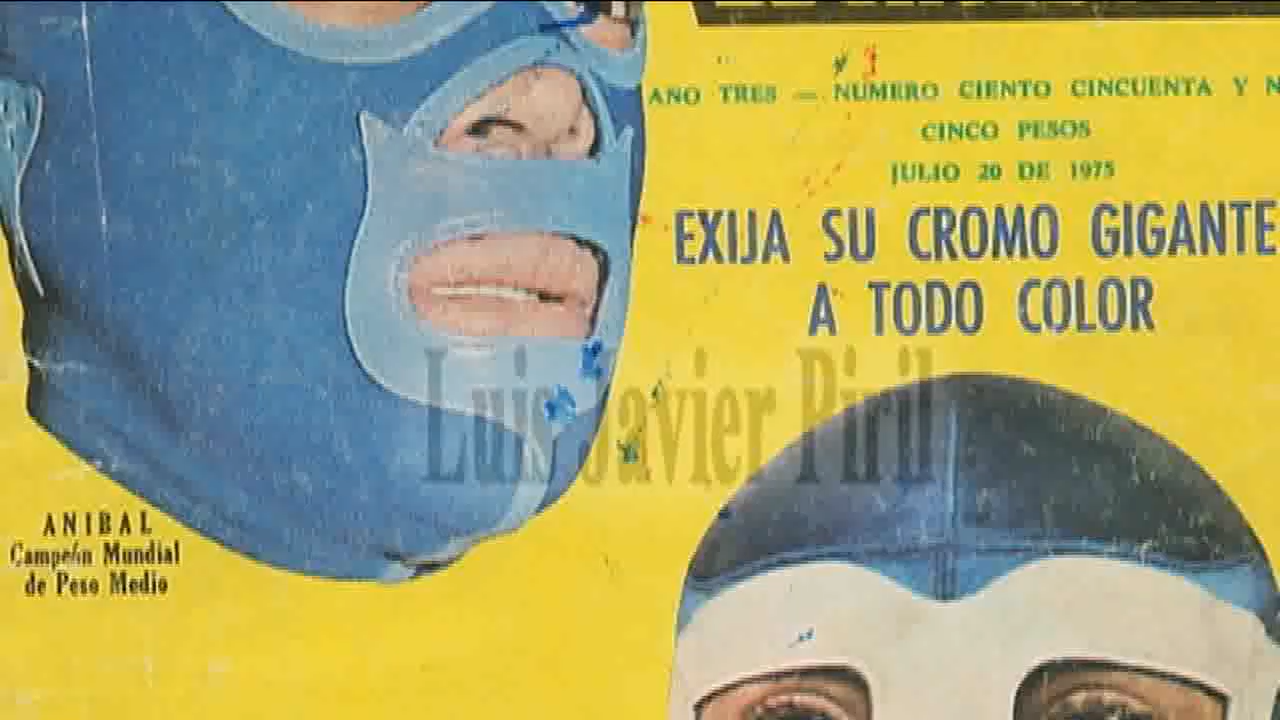 ANO TRES — NUMERO CIENTO CINCUENTA Y N
CINCO PESOS
JULIO 20 DE 1975
EXIJA SU CROMO GIGANTE
A TODO COLOR
Luis Javier Piril
ANIBAL
Campeón Mundial
de Peso Medio